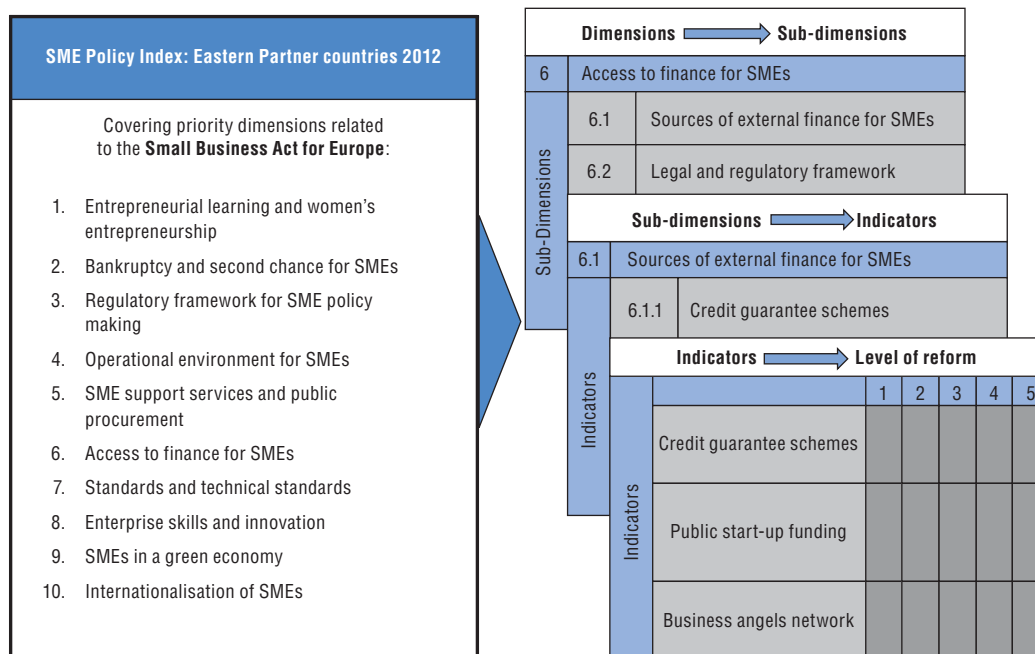 SME Policy Index: Eastern Partner countries 2012
Covering priority dimensions related
to the Small Business Act for Europe:
1. Entrepreneurial learning and women's
entrepreneurship
2. Bankruptcy and second chance for SMEs
3. Regulatory framework for SME policy
making
4. Operational environment for SMEs
5. SME support services and public
procurement
6. Access to finance for SMEs
7. Standards and technical standards
8. Enterprise skills and innovation
9. SMEs in a green economy
10. Internationalisation of SMEs
Dimensions Sub-dimensions
6 Access to finance for SMEs
Sub-Dimensions
6.1 Sources of external finance for SMEs
6.2 Legal and regulatory framework
Sub-dimensions Indicators
6.1 Sources of external finance for SMEs
Indicators
6.1.1 Credit guarantee schemes
Indicators Level of reform
1 2 3 4 5
Indicators
Credit guarantee schemes
Public start-up funding
Business angels network